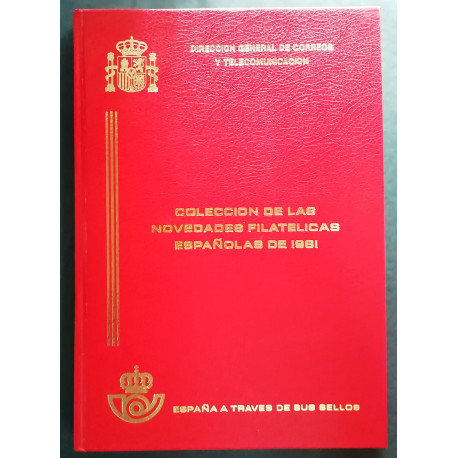 DIRECCION GENERAL DE CORREOS
Y TELECOMUNICACION
COLECCION DE LAS
NOVEDADES FILATELICAS
ESPAÑOLAS DE 1981
ESPAÑA A TRAVES DE SUS SELLOS